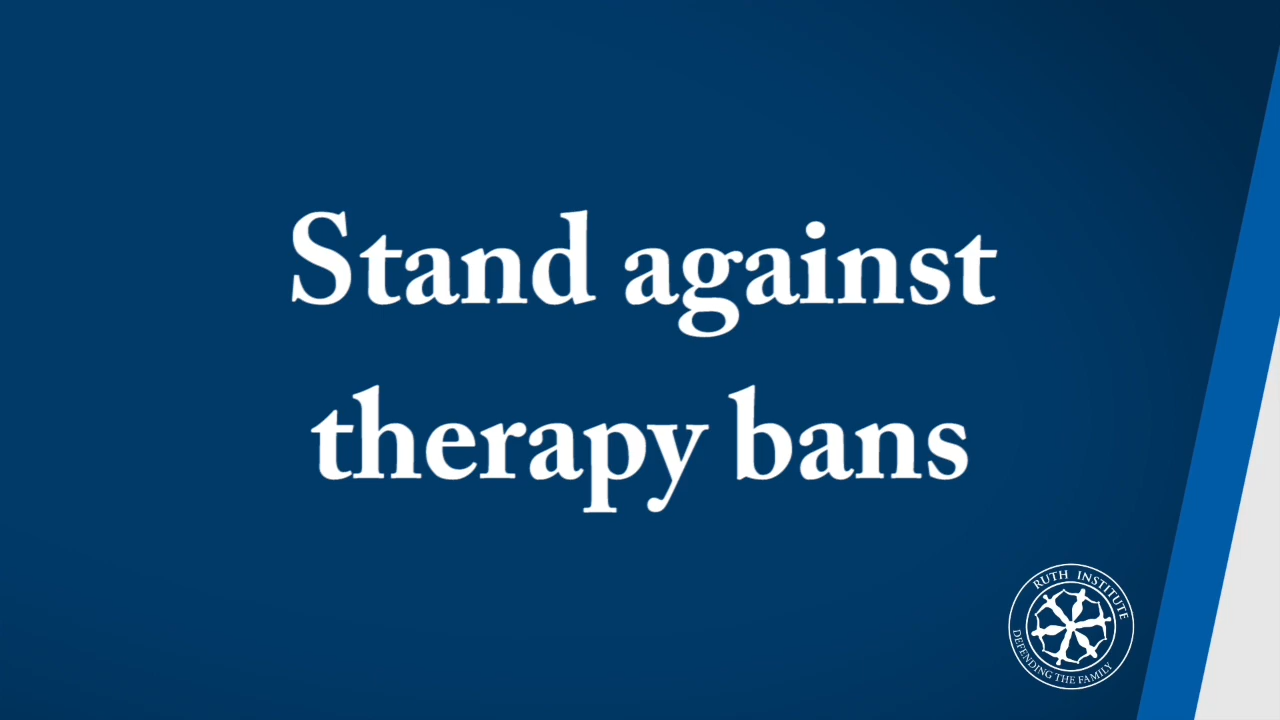 Stand against
therapy bans
RUTH INSTITUTE
DEFENDING THE FAMILY